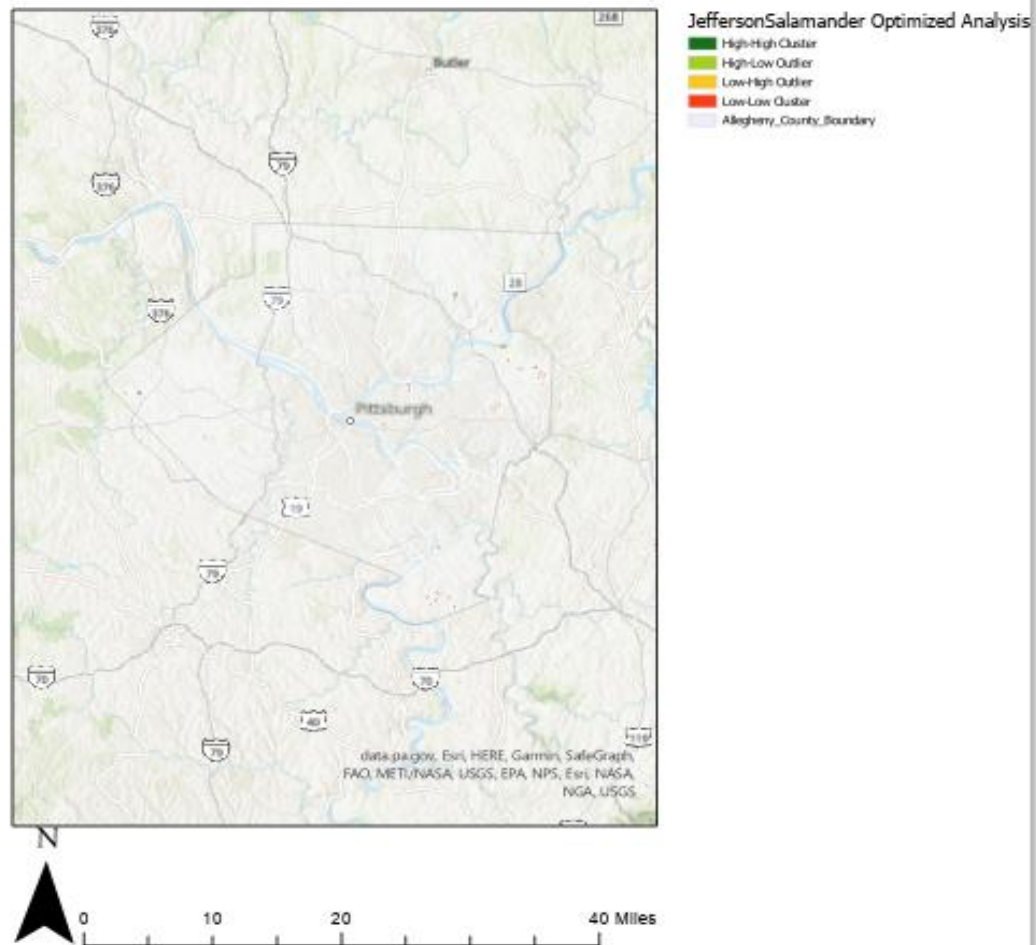 268
376
Butler
79
376
28
79
376
Pittsburgh
19
79
70
70
40
79
119
data.pa.gov, Esri, HERE, Garmin, SafeGraph,
FAO, METI/NASA, USGS, EPA, NPS, Esri, NASA,
NGA, USGS
JeffersonSalamander Optimized Analysis
High-High Cluster
High-Low Outlier
Low-High Outlier
Low-Low Cluster
Allegheny_County_Boundary
N
0 10 20 40 Miles